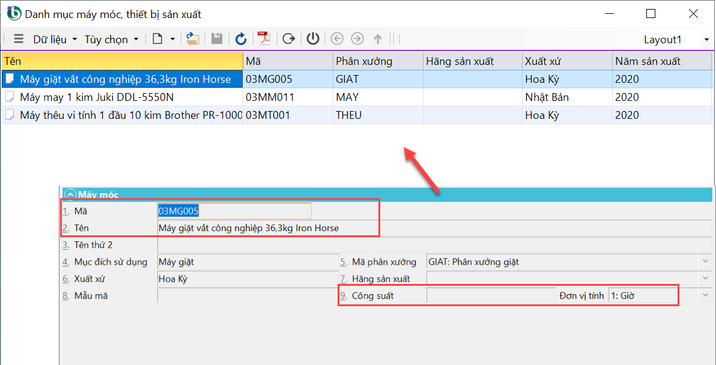 Danh mục máy móc, thiết bị sản xuất
Dữ liệu Tùy chọn Layout1
Tên Mã Phân xưởng Hãng sản xuất Xuất xứ Năm sản xuất
Máy giặt vắt công nghiệp 36,3kg Iron Horse 03MG005 GIAT Hoa Kỳ 2020
Máy may 1 kim Juki DDL-5550N 03MM011 MAY Nhật Bản 2020
Máy thêu vi tính 1 đầu 10 kim Brother PR-1000 03MT001 THEU Hoa Kỳ 2020
Máy móc
1. Mã 03MG005
2. Tên Máy giặt vắt công nghiệp 36,3kg Iron Horse
3. Tên thứ 2
4. Mục đích sử dụng Máy giặt 5. Mã phân xưởng GIAT: Phân xưởng giặt
6. Xuất xứ Hoa Kỳ 7. Hãng sản xuất
8. Mẫu mã 9. Công suất Đơn vị tính 1: Giờ